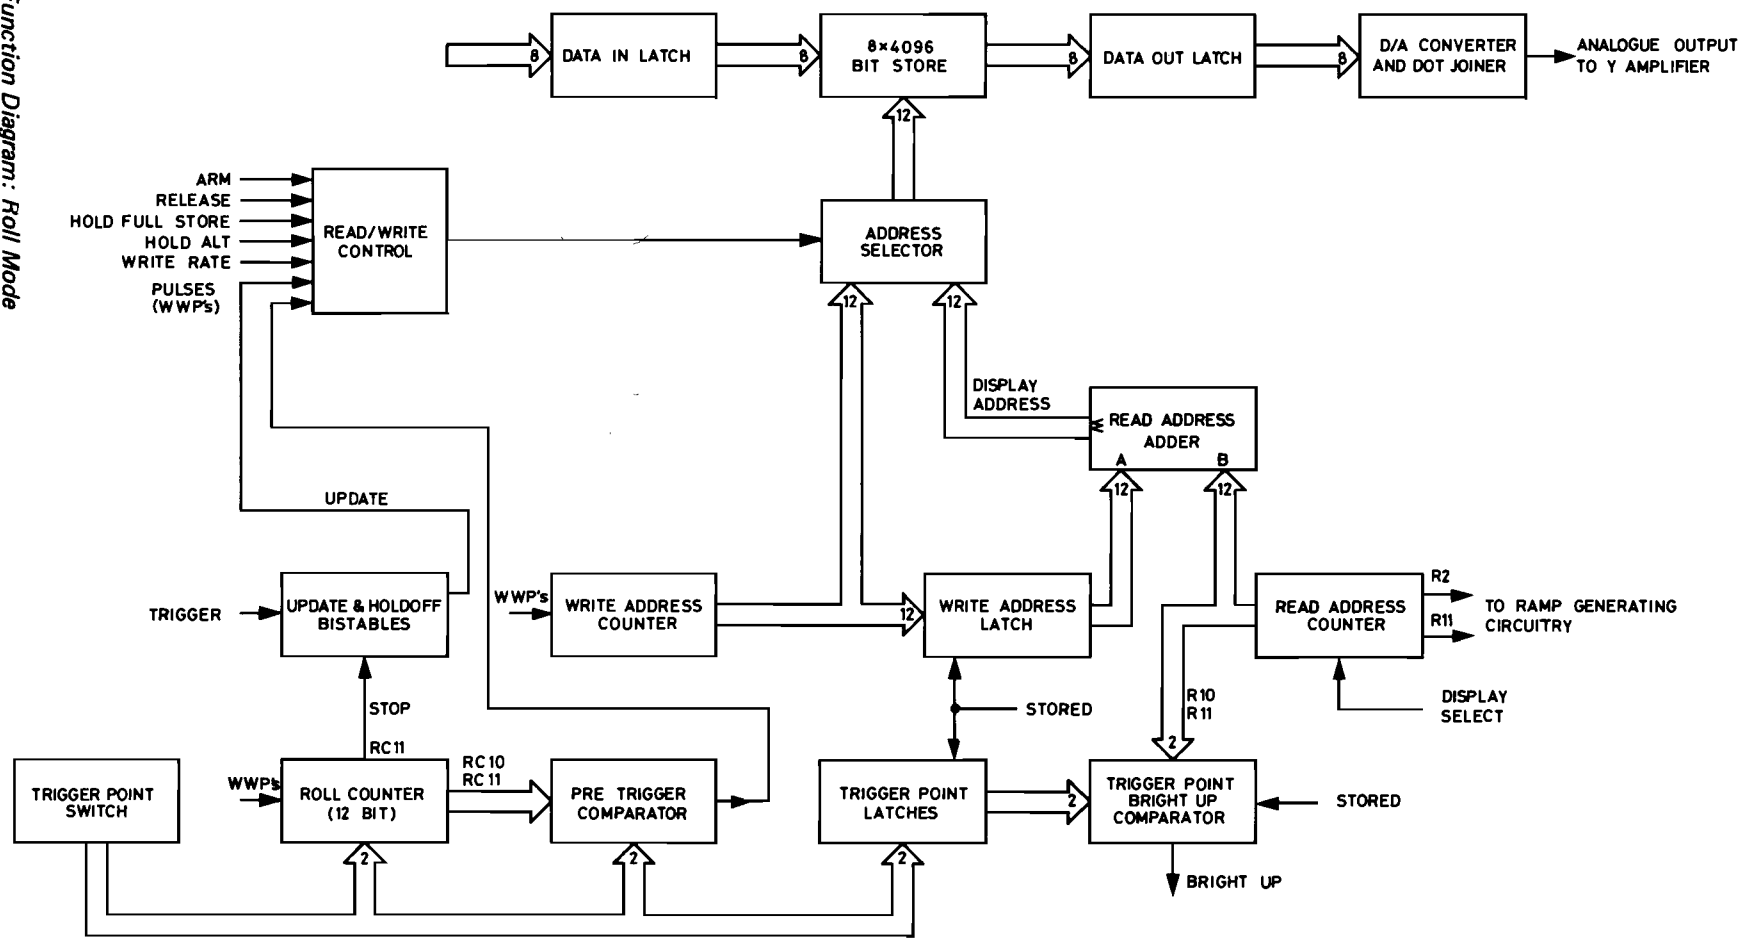 Function Diagram: Roll Mode
8
DATA IN LATCH
8
8×4096
BIT STORE
8
DATA OUT LATCH
8
D/A CONVERTER
AND DOT JOINER
ANALOGUE OUTPUT
TO Y AMPLIFIER
12
ARM
RELEASE
HOLD FULL STORE
HOLD ALT
WRITE RATE
PULSES
(WWP's)
READ/WRITE
CONTROL
ADDRESS
SELECTOR
12
12
DISPLAY
ADDRESS
READ ADDRESS
ADDER
A
B
12
12
UPDATE
TRIGGER
UPDATE & HOLDOFF
BISTABLES
WWP's
WRITE ADDRESS
COUNTER
12
WRITE ADDRESS
LATCH
READ ADDRESS
COUNTER
R2
R11
TO RAMP GENERATING
CIRCUITRY
STOP
RC11
STORED
R10
R11
2
DISPLAY
SELECT
TRIGGER POINT
SWITCH
WWP's
ROLL COUNTER
(12 BIT)
RC10
RC11
PRE TRIGGER
COMPARATOR
TRIGGER POINT
LATCHES
2
TRIGGER POINT
BRIGHT UP
COMPARATOR
STORED
2
2
2
BRIGHT UP